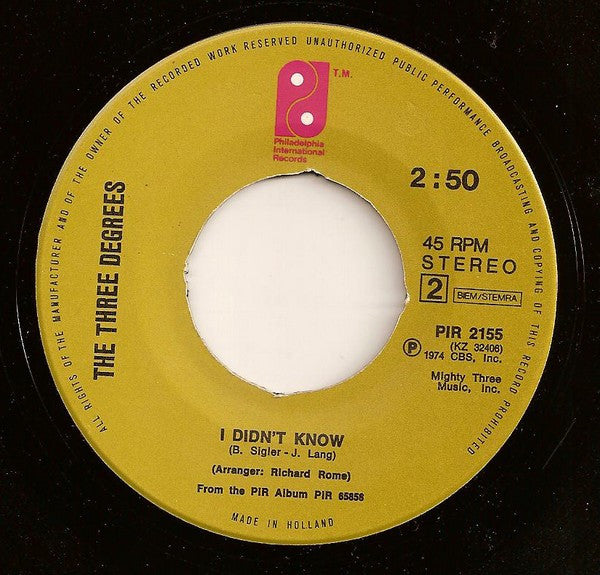 ALL RIGHTS OF THE MANUFACTURER AND OF THE OWNER OF THE RECORDED WORK RESERVED UNAUTHORIZED PUBLIC PERFORMANCE BROADCASTING AND COPYING OF THIS RECORD PROHIBITED
T.M.
Philadelphia
International
Records
THE THREE DEGREES
2:50
45 RPM
STEREO
2 BIEM/STEMRA
PIR 2155
(KZ 32406)
℗ 1974 CBS, Inc.
Mighty Three
Music, Inc.
I DIDN'T KNOW
(B. Sigler - J. Lang)
(Arranger: Richard Rome)
From the PIR Album PIR 65858
MADE IN HOLLAND